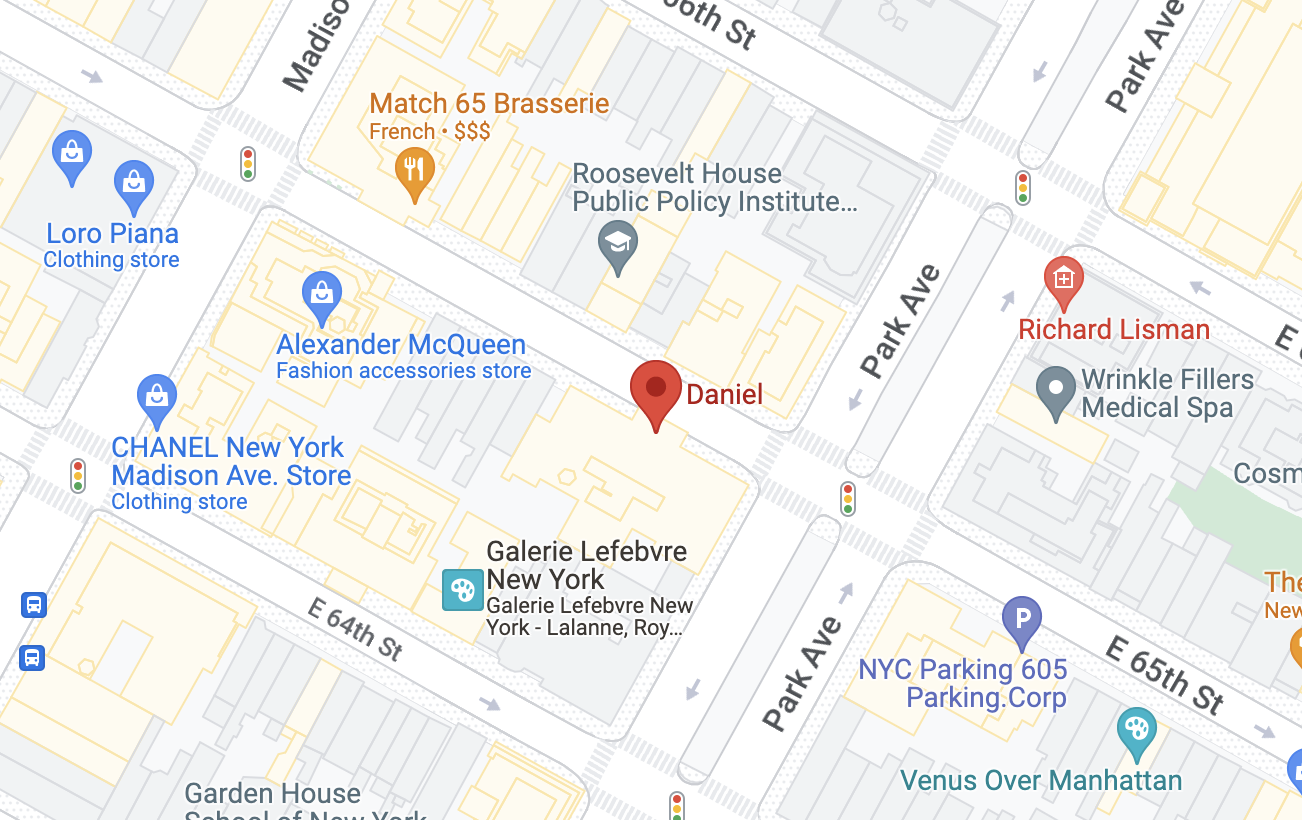 66th St
Madiso
Park Ave
Match 65 Brasserie
French • $$$
Roosevelt House
Public Policy Institute...
Loro Piana
Clothing store
Park Ave
Richard Lisman
E 6
Alexander McQueen
Fashion accessories store
Daniel
Wrinkle Fillers
Medical Spa
CHANEL New York
Madison Ave. Store
Clothing store
Cosm
Galerie Lefebvre
New York
Galerie Lefebvre New
York - Lalanne, Roy...
The
New
E 64th St
P
Park Ave
NYC Parking 605
Parking.Corp
E 65th St
Venus Over Manhattan
Garden House
School of New York